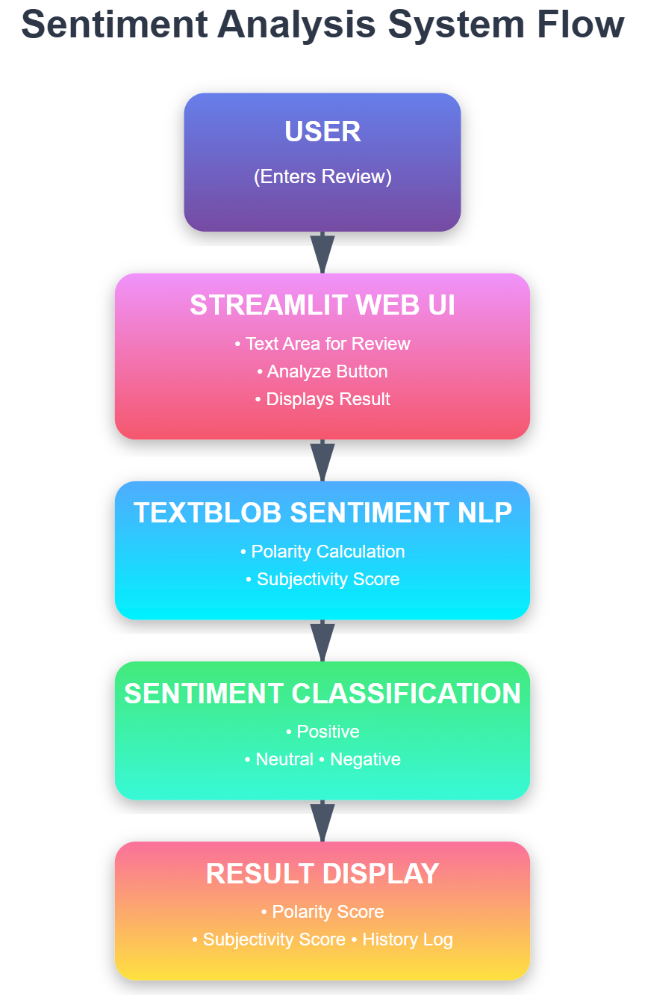 Sentiment Analysis System Flow
USER
(Enters Review)
STREAMLIT WEB UI
• Text Area for Review
• Analyze Button
• Displays Result
TEXTBLOB SENTIMENT NLP
• Polarity Calculation
• Subjectivity Score
SENTIMENT CLASSIFICATION
• Positive
• Neutral • Negative
RESULT DISPLAY
• Polarity Score
• Subjectivity Score • History Log